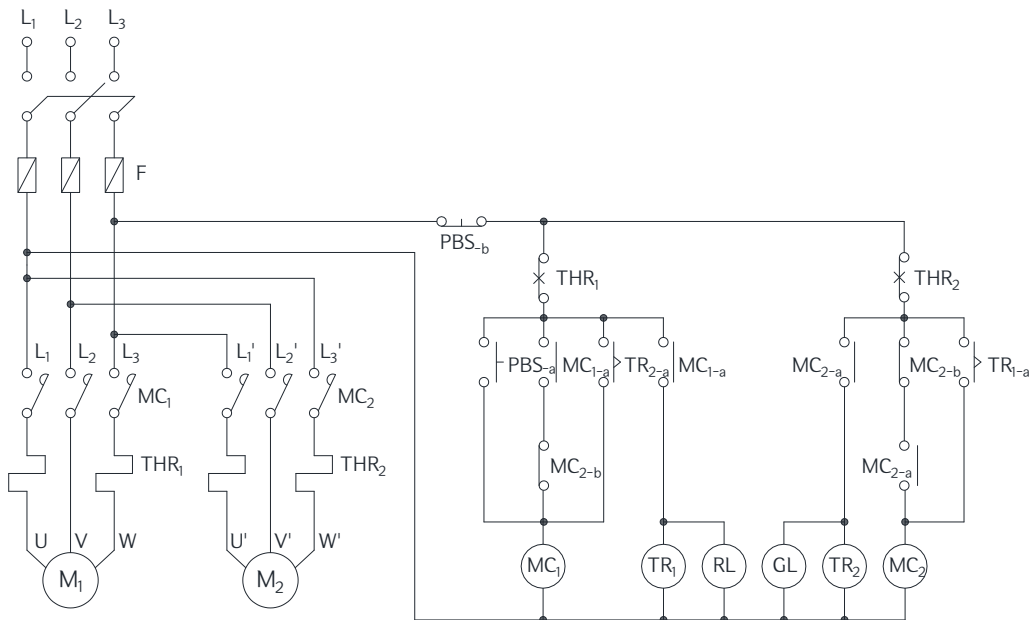 L1 L2 L3
F
PBS-b
THR1 THR2
L1 L2 L3 L1' L2' L3'
PBS-a MC1-a TR2-a MC1-a MC2-a MC2-b TR1-a
MC1 MC2
THR1 THR2
MC2-b MC2-a
U V W U' V' W'
M1 M2
MC1 TR1 RL GL TR2 MC2